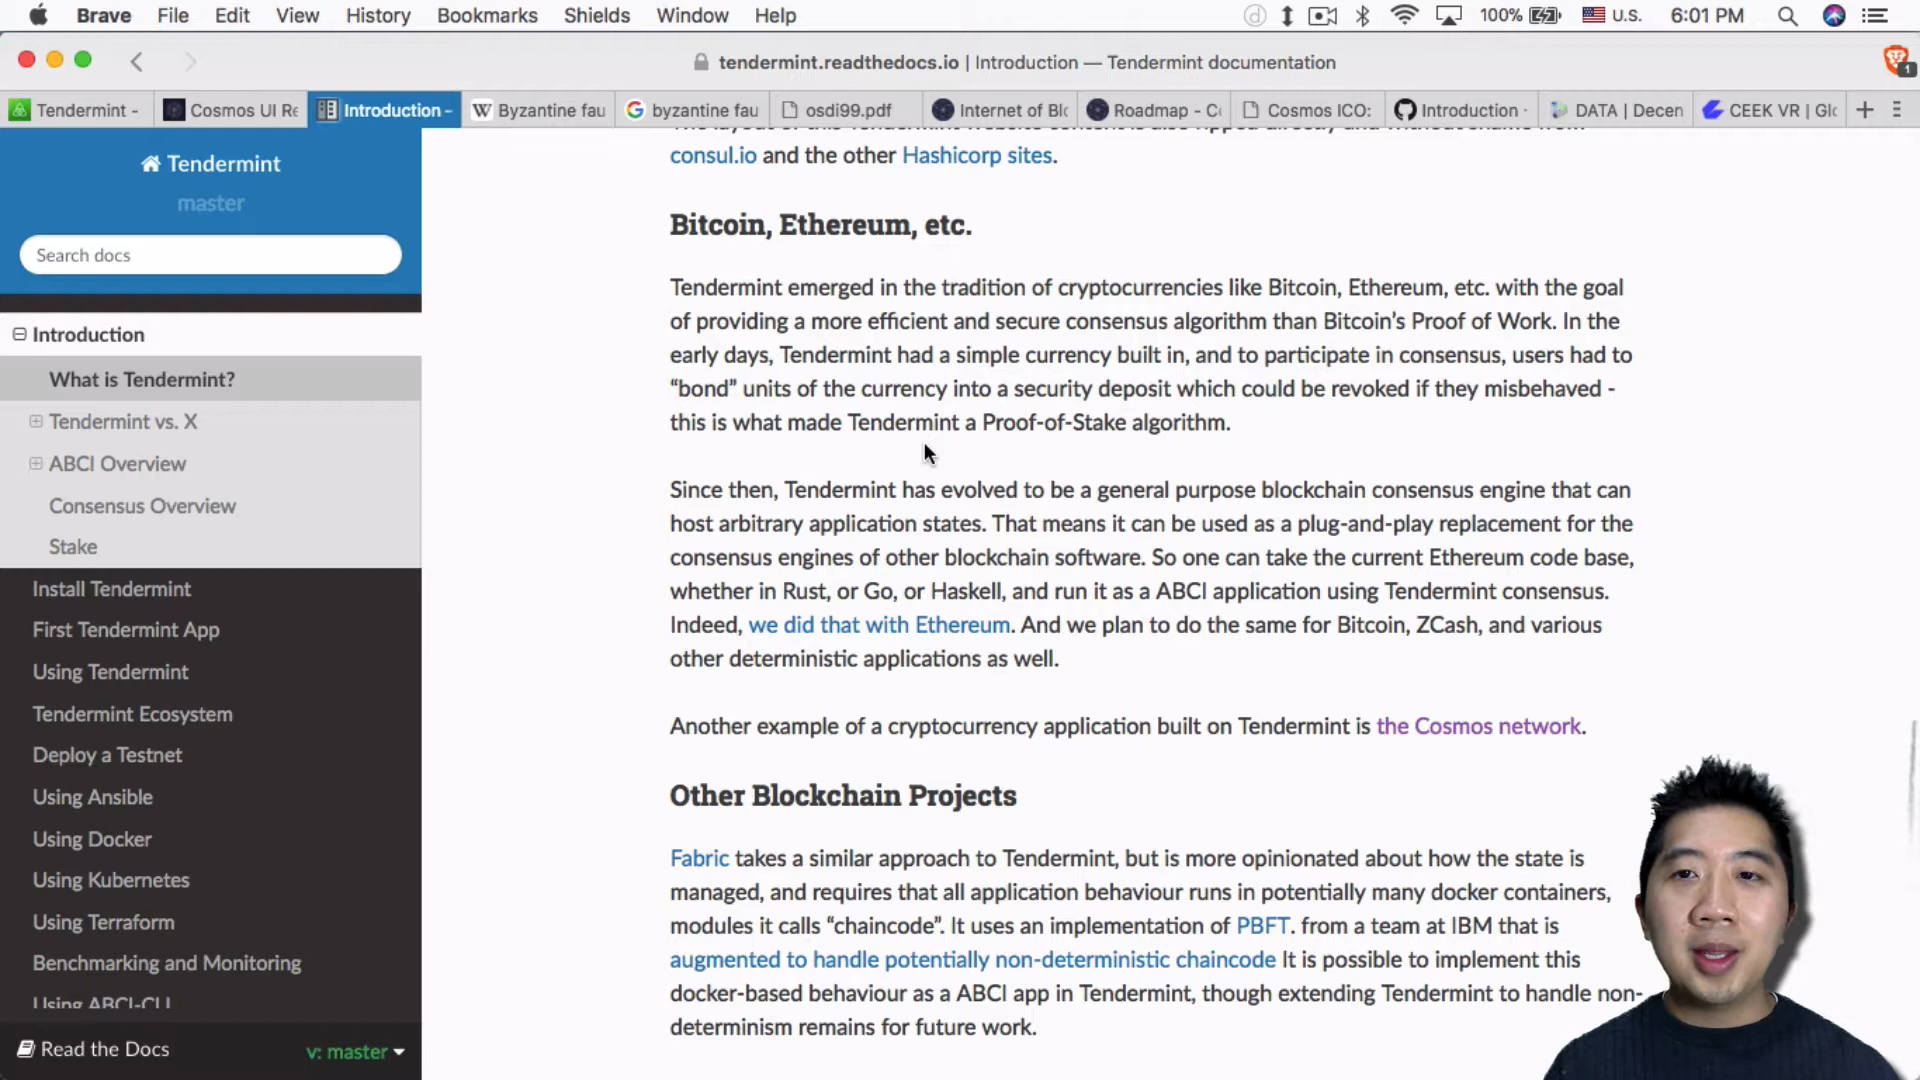 Brave File Edit View History Bookmarks Shields Window Help 100% U.S. 6:01 PM
tendermint.readthedocs.io | Introduction — Tendermint documentation 1
Tendermint - Cosmos UI Re Introduction - Byzantine fau byzantine fau osdi99.pdf Internet of Blo Roadmap - Co Cosmos ICO: Introduction · DATA | Decen CEEK VR | Glo
Tendermint
master
Search docs
Introduction
What is Tendermint?
Tendermint vs. X
ABCI Overview
Consensus Overview
Stake
Install Tendermint
First Tendermint App
Using Tendermint
Tendermint Ecosystem
Deploy a Testnet
Using Ansible
Using Docker
Using Kubernetes
Using Terraform
Benchmarking and Monitoring
Using ABCI-CLI
Read the Docs v: master
consul.io and the other Hashicorp sites.
Bitcoin, Ethereum, etc.
Tendermint emerged in the tradition of cryptocurrencies like Bitcoin, Ethereum, etc. with the goal
of providing a more efficient and secure consensus algorithm than Bitcoin’s Proof of Work. In the
early days, Tendermint had a simple currency built in, and to participate in consensus, users had to
“bond” units of the currency into a security deposit which could be revoked if they misbehaved -
this is what made Tendermint a Proof-of-Stake algorithm.
Since then, Tendermint has evolved to be a general purpose blockchain consensus engine that can
host arbitrary application states. That means it can be used as a plug-and-play replacement for the
consensus engines of other blockchain software. So one can take the current Ethereum code base,
whether in Rust, or Go, or Haskell, and run it as a ABCI application using Tendermint consensus.
Indeed, we did that with Ethereum. And we plan to do the same for Bitcoin, ZCash, and various
other deterministic applications as well.
Another example of a cryptocurrency application built on Tendermint is the Cosmos network.
Other Blockchain Projects
Fabric takes a similar approach to Tendermint, but is more opinionated about how the state is
managed, and requires that all application behaviour runs in potentially many docker containers,
modules it calls “chaincode”. It uses an implementation of PBFT. from a team at IBM that is
augmented to handle potentially non-deterministic chaincode It is possible to implement this
docker-based behaviour as a ABCI app in Tendermint, though extending Tendermint to handle non-
determinism remains for future work.